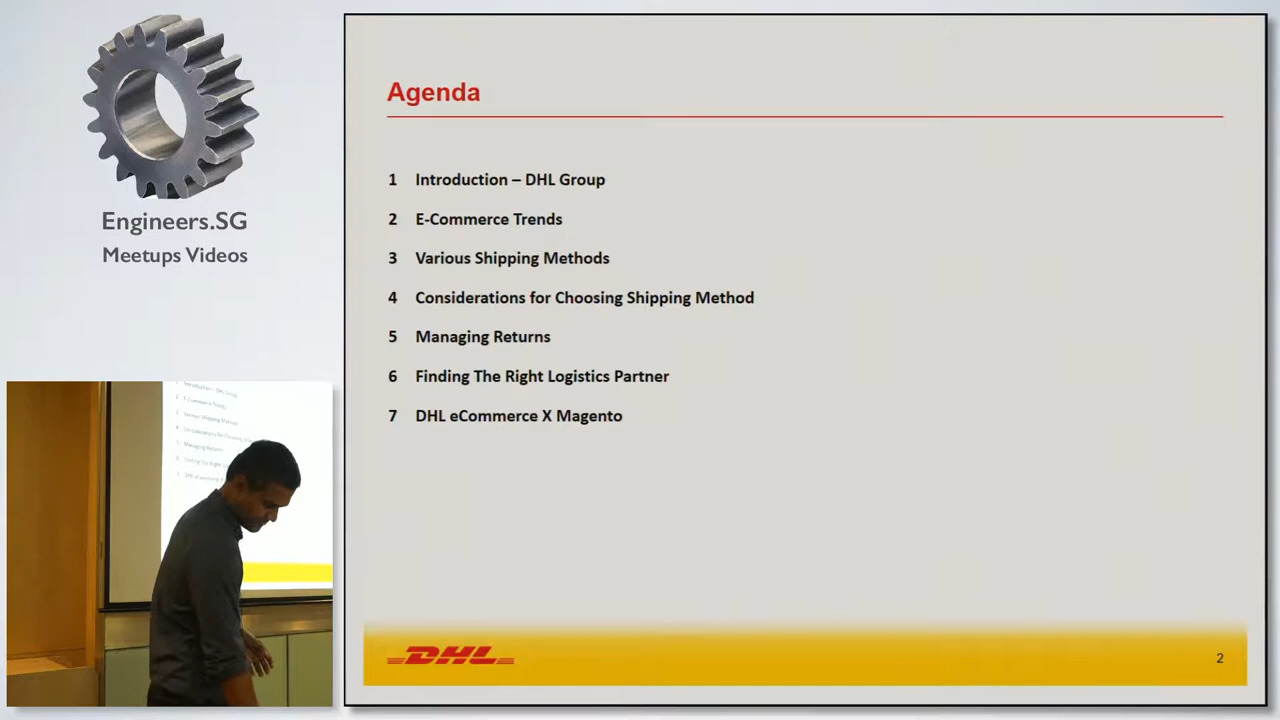 Engineers.SG
Meetups Videos
Agenda
1 Introduction – DHL Group
2 E-Commerce Trends
3 Various Shipping Methods
4 Considerations for Choosing Shipping Method
5 Managing Returns
6 Finding The Right Logistics Partner
7 DHL eCommerce X Magento
DHL
2